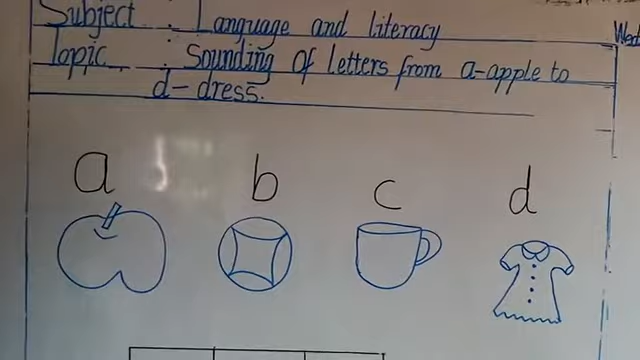 Subject : Language and literacy
Topic : Sounding of letters from a-apple to
d- dress.
a b c d